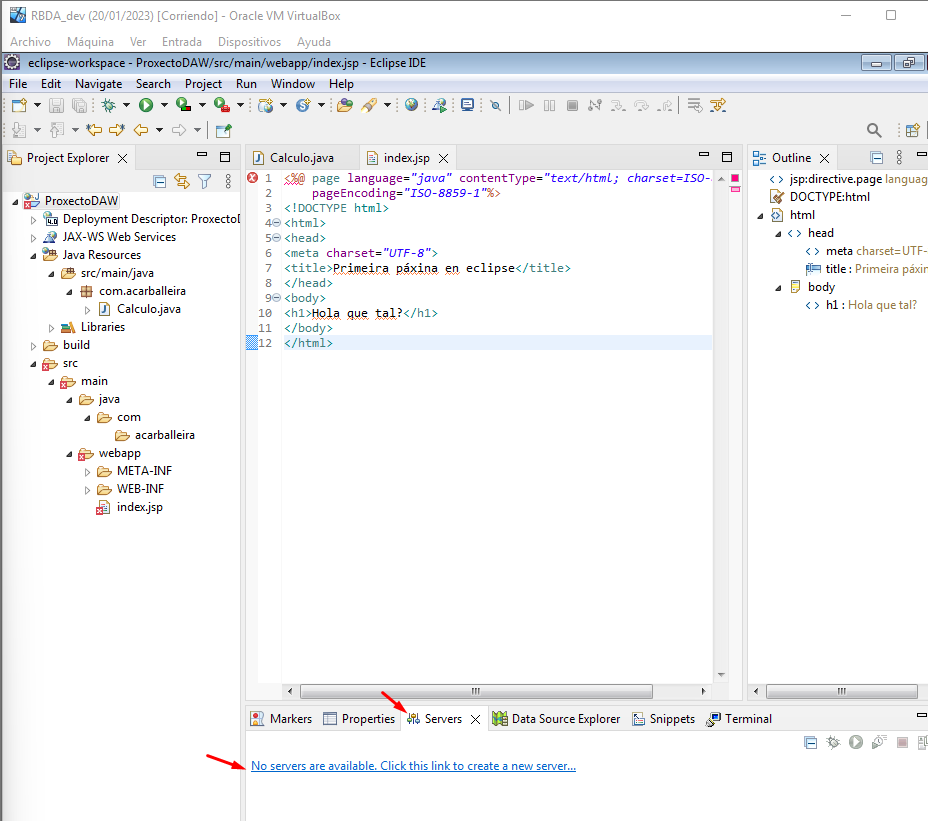 RBDA_dev (20/01/2023) [Corriendo] - Oracle VM VirtualBox
Archivo Máquina Ver Entrada Dispositivos Ayuda
eclipse-workspace - ProxectoDAW/src/main/webapp/index.jsp - Eclipse IDE
File Edit Navigate Search Project Run Window Help
Project Explorer
ProxectoDAW
Deployment Descriptor: ProxectoD
JAX-WS Web Services
Java Resources
src/main/java
com.acarballeira
Calculo.java
Libraries
build
src
main
java
com
acarballeira
webapp
META-INF
WEB-INF
index.jsp
Calculo.java index.jsp
1 <%@ page language="java" contentType="text/html; charset=ISO-
2 pageEncoding="ISO-8859-1"%>
3 <!DOCTYPE html>
4 <html>
5 <head>
6 <meta charset="UTF-8">
7 <title>Primeira páxina en eclipse</title>
8 </head>
9 <body>
10 <h1>Hola que tal?</h1>
11 </body>
12 </html>
Outline
jsp:directive.page languag
DOCTYPE:html
html
head
meta charset=UTF-
title : Primeira páxin
body
h1 : Hola que tal?
Markers Properties Servers Data Source Explorer Snippets Terminal
No servers are available. Click this link to create a new server...